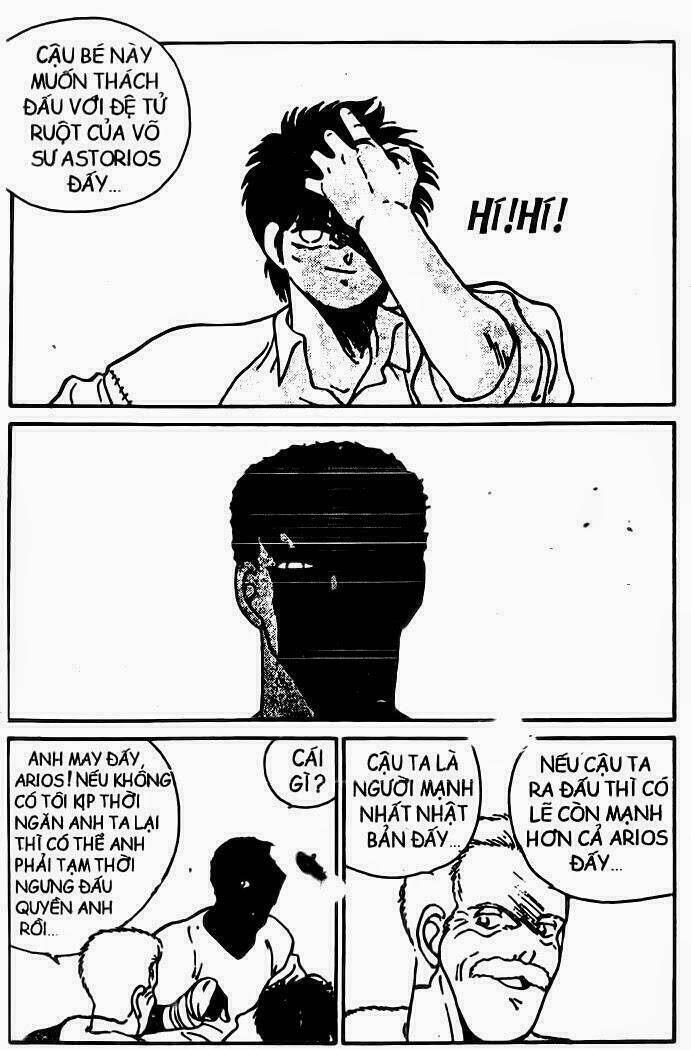 CẬU BÉ NÀY
MUỐN THÁCH
ĐẤU VỚI ĐỆ TỬ
RUỘT CỦA VÕ
SƯ ASTORIOS
ĐẤY...
HÍ!HÍ!
ANH MAY ĐẤY,
ARIOS! NẾU KHÔNG
CÓ TÔI KỊP THỜI
NGĂN ANH TA LẠI
THÌ CÓ THỂ ANH
PHẢI TẠM THỜI
NGƯNG ĐẤU
QUYỀN ANH
RỒI...
CÁI
GÌ?
CẬU TA LÀ
NGƯỜI MẠNH
NHẤT NHẬT
BẢN ĐẤY...
NẾU CẬU TA
RA ĐẤU THÌ CÓ
LẼ CÒN MẠNH
HƠN CẢ ARIOS
ĐẤY...